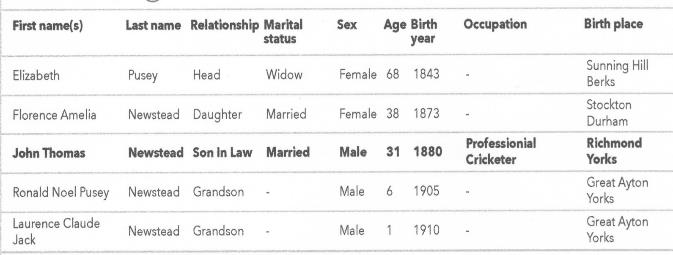 First name(s) Last name Relationship Marital status Sex Age Birth year Occupation Birth place
Elizabeth Pusey Head Widow Female 68 1843 - Sunning Hill Berks
Florence Amelia Newstead Daughter Married Female 38 1873 - Stockton Durham
John Thomas Newstead Son In Law Married Male 31 1880 Professionial Cricketer Richmond Yorks
Ronald Noel Pusey Newstead Grandson - Male 6 1905 - Great Ayton Yorks
Laurence Claude Jack Newstead Grandson - Male 1 1910 - Great Ayton Yorks